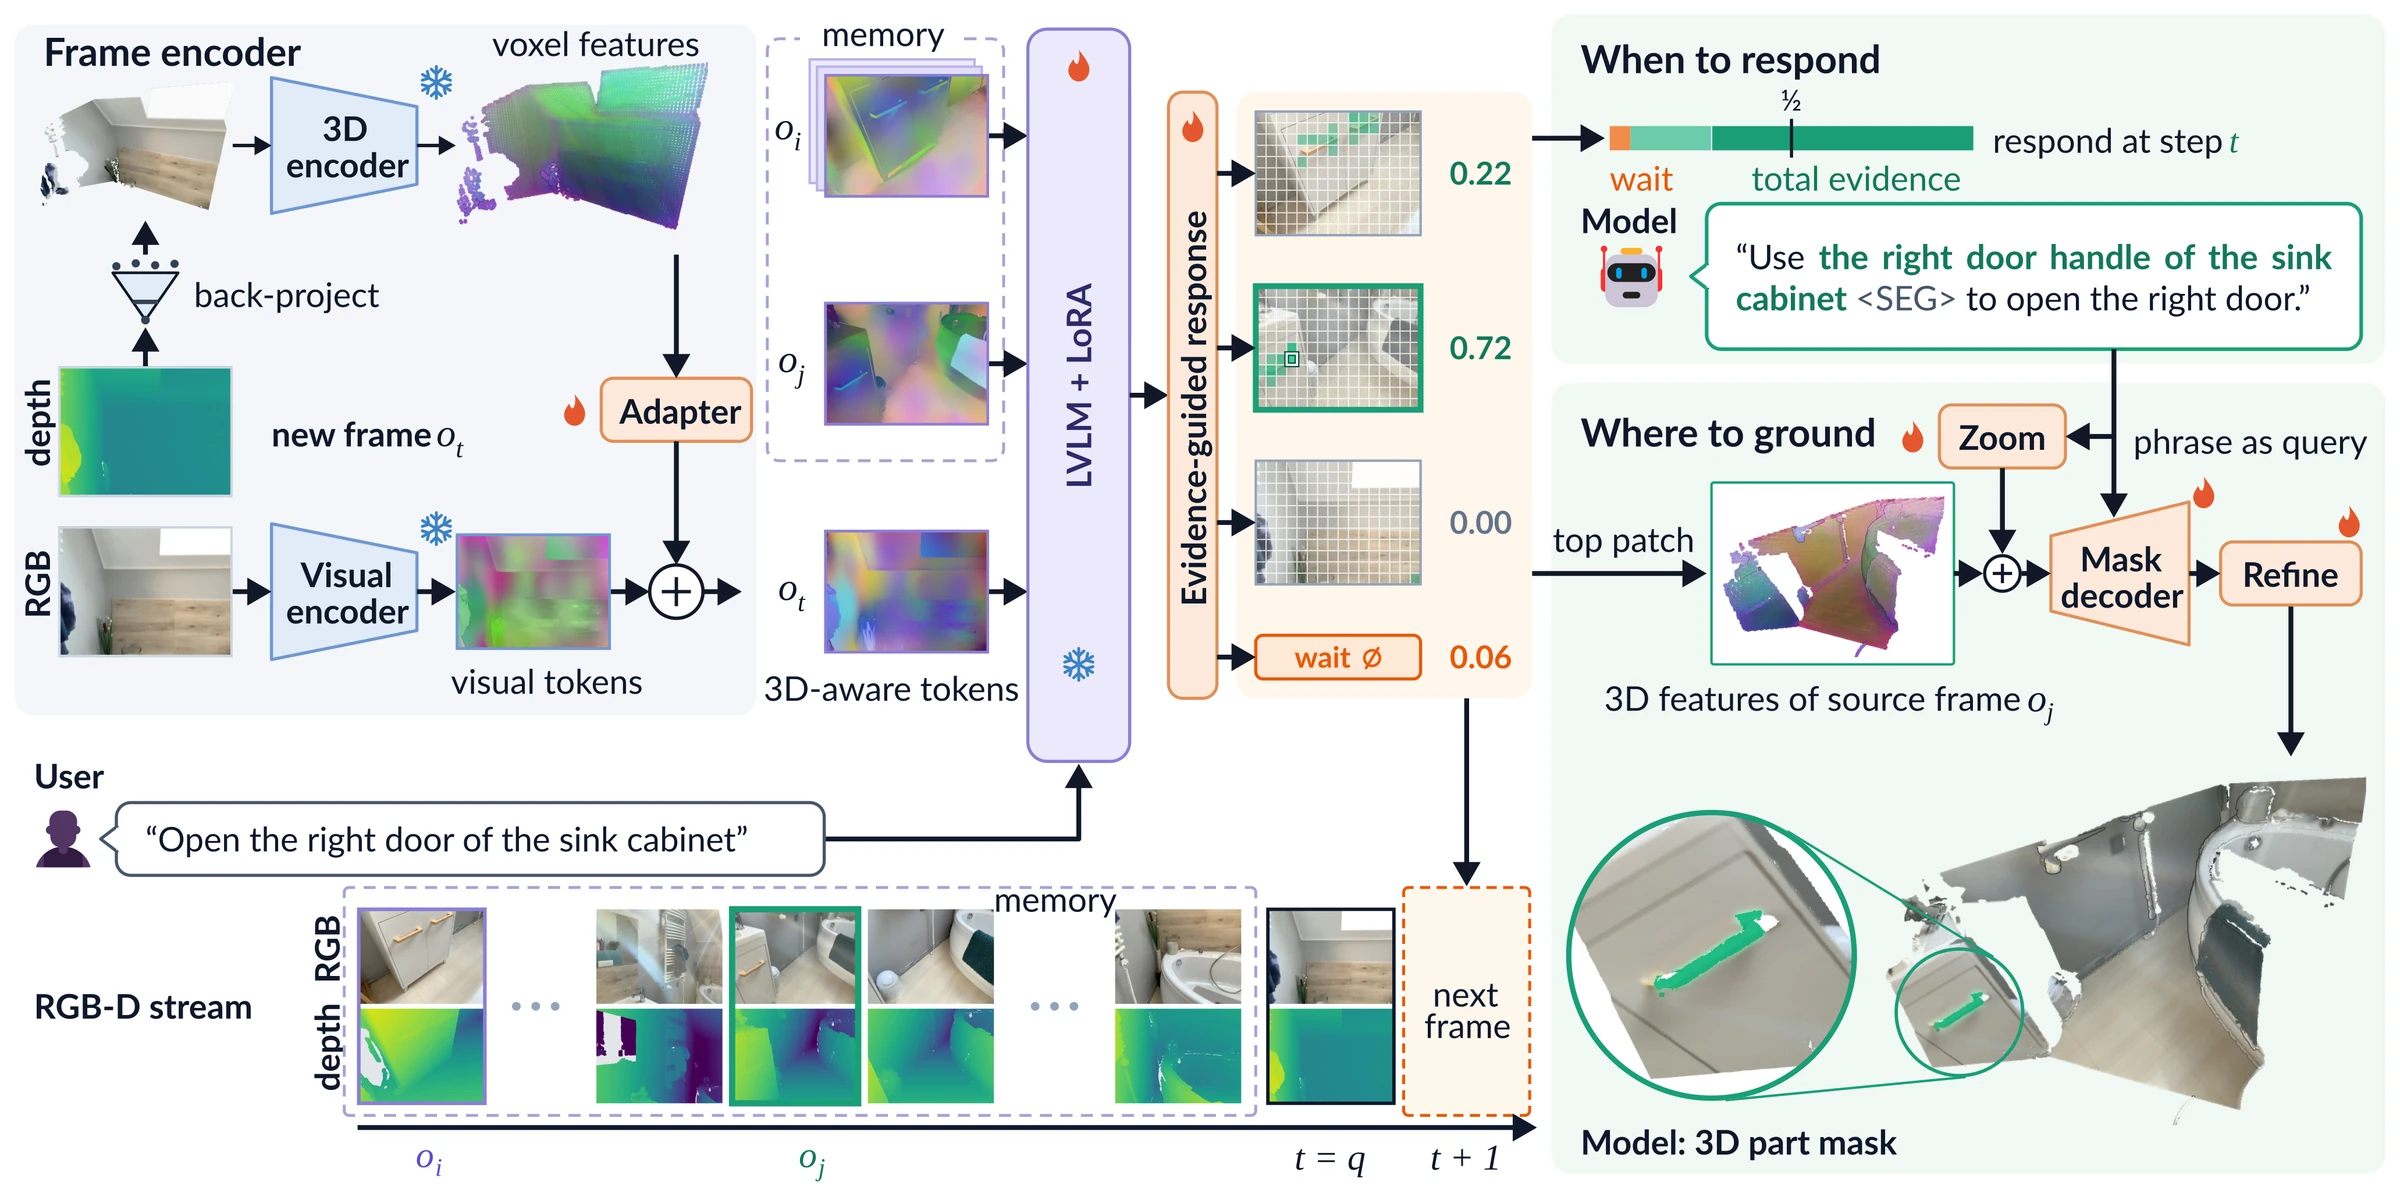 Frame encoder
voxel features
3D
encoder
back-project
depth
new frame o_t
Adapter
RGB
Visual
encoder
visual tokens
memory
o_i
o_j
o_t
3D-aware tokens
LVLM + LoRA
Evidence-guided response
0.22
0.72
0.00
wait ∅
0.06
When to respond
½
respond at step t
wait
total evidence
Model
“Use the right door handle of the sink
cabinet <SEG> to open the right door.”
Where to ground
Zoom
phrase as query
top patch
Mask
decoder
Refine
3D features of source frame o_j
Model: 3D part mask
User
“Open the right door of the sink cabinet”
RGB-D stream
RGB
depth
memory
next
frame
o_i
o_j
t = q
t + 1